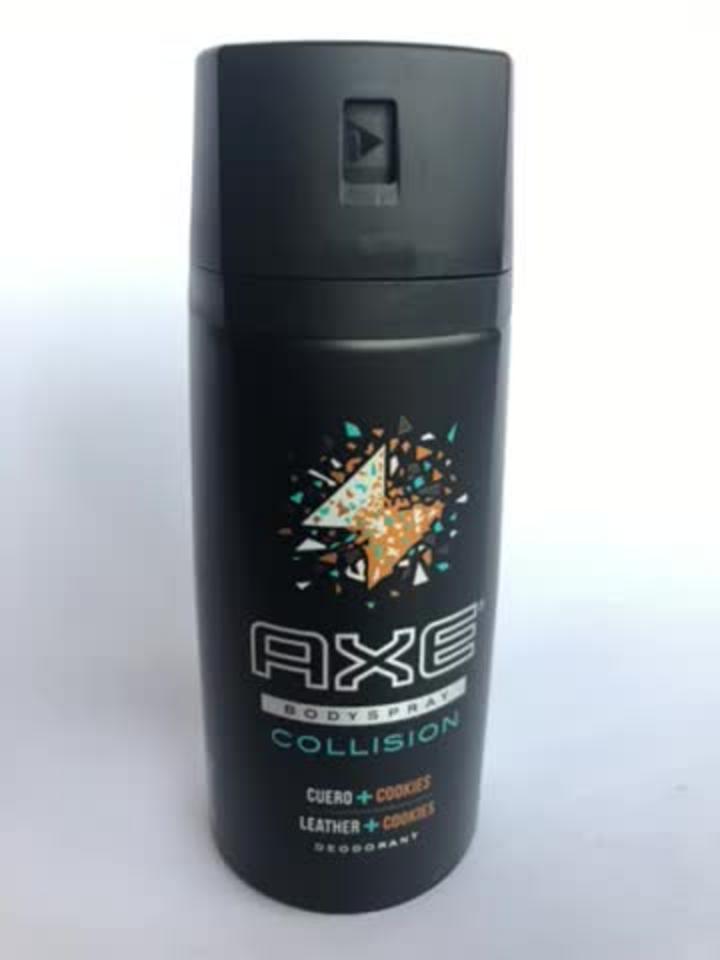 AXE
BODYSPRAY
COLLISION
CUERO + COOKIES
LEATHER + COOKIES
DEODORANT